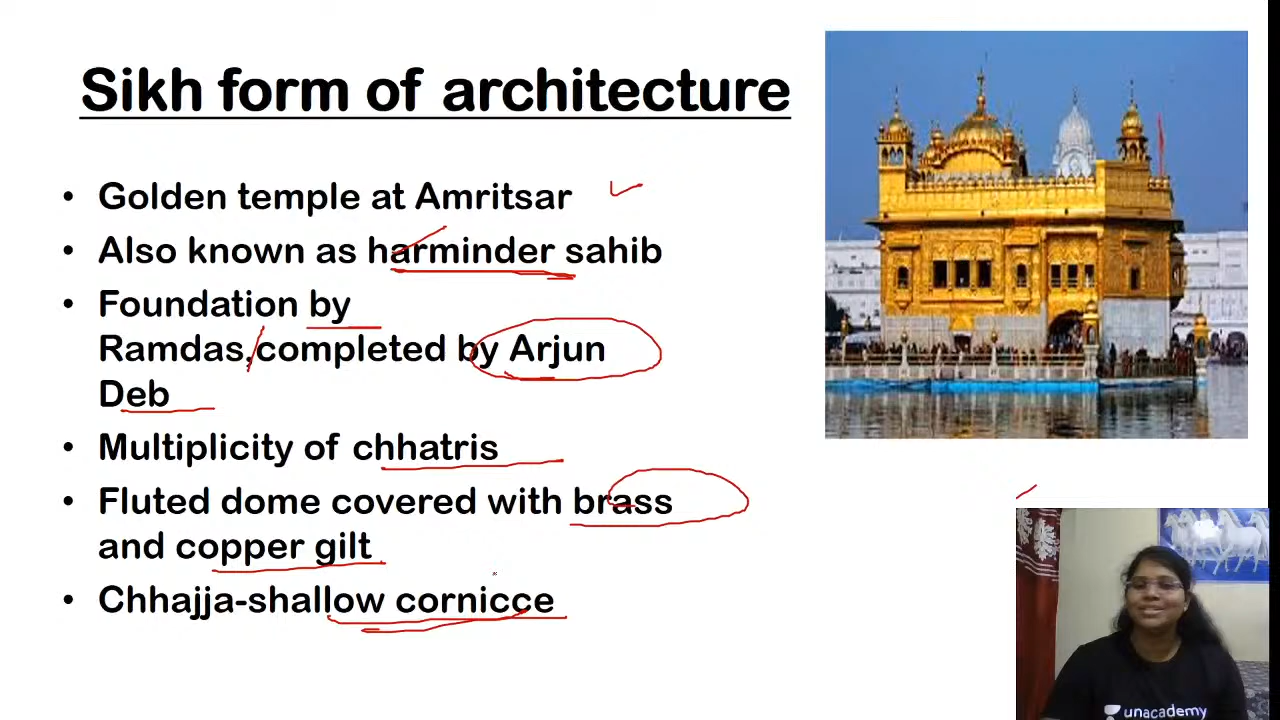 Sikh form of architecture
• Golden temple at Amritsar
• Also known as harminder sahib
• Foundation by
Ramdas,completed by Arjun
Deb
• Multiplicity of chhatris
• Fluted dome covered with brass
and copper gilt
• Chhajja-shallow cornicce
unacademy